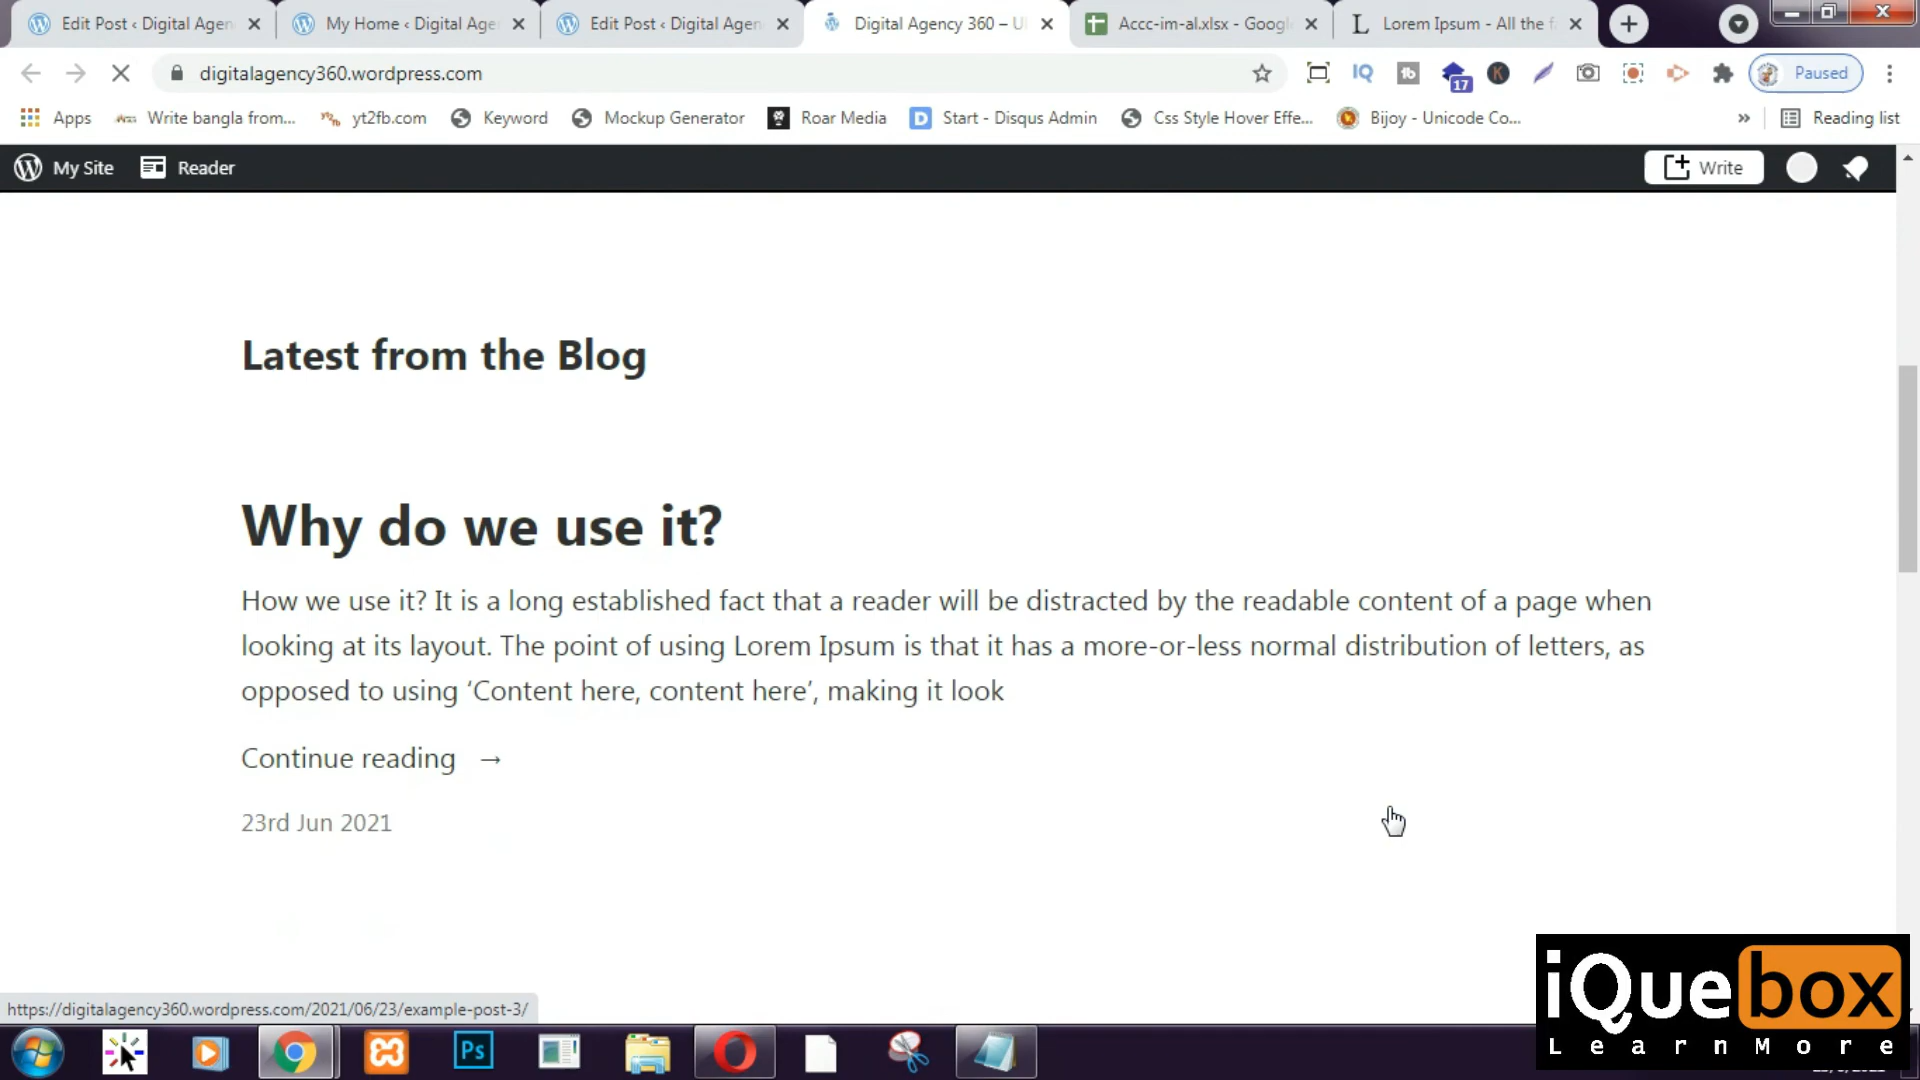 Edit Post ‹ Digital Agen
My Home ‹ Digital Age
Edit Post ‹ Digital Agen
Digital Agency 360 – Ul
Accc-im-al.xlsx - Googl
Lorem Ipsum - All the f
digitalagency360.wordpress.com
IQ
tb
17
K
Paused
Apps
Write bangla from...
yt2fb.com
Keyword
Mockup Generator
Roar Media
Start - Disqus Admin
Css Style Hover Effe...
Bijoy - Unicode Co...
»
Reading list
My Site
Reader
Write
Latest from the Blog
Why do we use it?
How we use it? It is a long established fact that a reader will be distracted by the readable content of a page when
looking at its layout. The point of using Lorem Ipsum is that it has a more-or-less normal distribution of letters, as
opposed to using ‘Content here, content here’, making it look
Continue reading →
23rd Jun 2021
https://digitalagency360.wordpress.com/2021/06/23/example-post-3/
Ps
iQuebox
LearnMore